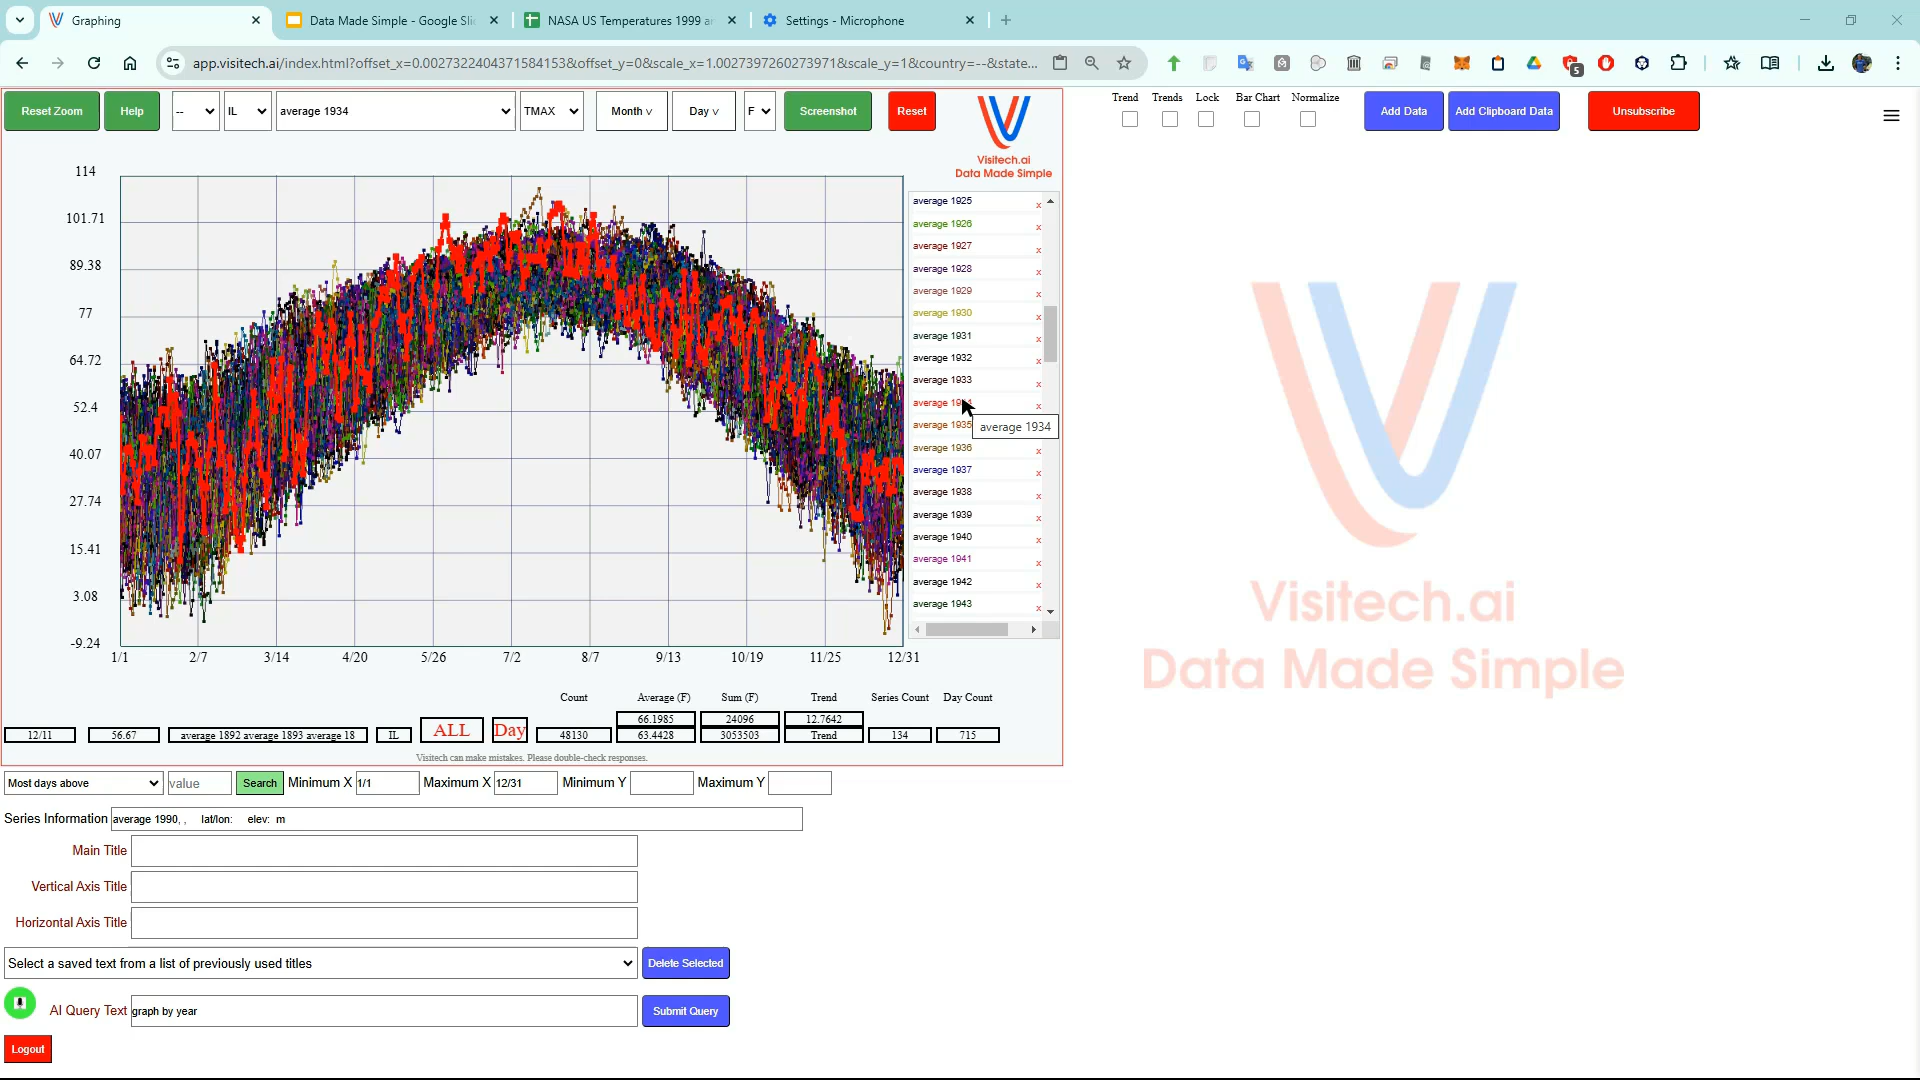 Graphing
Data Made Simple - Google Sli
NASA US Temperatures 1999 a
Settings - Microphone
app.visitech.ai/index.html?offset_x=0.0027322404371584153&offset_y=0&scale_x=1.0027397260273971&scale_y=1&country=--&state...
5
Reset Zoom
Help
--
IL
average 1934
TMAX
Month v
Day v
F
Screenshot
Reset
Visitech.ai
Data Made Simple
Trend
Trends
Lock
Bar Chart
Normalize
Add Data
Add Clipboard Data
Unsubscribe
114
101.71
89.38
77
64.72
52.4
40.07
27.74
15.41
3.08
-9.24
1/1
2/7
3/14
4/20
5/26
7/2
8/7
9/13
10/19
11/25
12/31
average 1925 x
average 1926 x
average 1927 x
average 1928 x
average 1929 x
average 1930 x
average 1931 x
average 1932 x
average 1933 x
average x
average 1934
average 1935
average 1936 x
average 1937 x
average 1938 x
average 1939 x
average 1940 x
average 1941 x
average 1942 x
average 1943 x
Visitech.ai
Data Made Simple
Count
Average (F)
Sum (F)
Trend
Series Count
Day Count
66.1985
24096
12.7642
12/11
56.67
average 1892 average 1893 average 18
IL
ALL
Day
48130
63.4428
3053503
Trend
134
715
Visitech can make mistakes. Please double-check responses.
Most days above
value
Search
Minimum X
1/1
Maximum X
12/31
Minimum Y
Maximum Y
Series Information
average 1990, , lat/lon: elev: m
Main Title
Vertical Axis Title
Horizontal Axis Title
Select a saved text from a list of previously used titles
Delete Selected
AI Query Text
graph by year
Submit Query
Logout